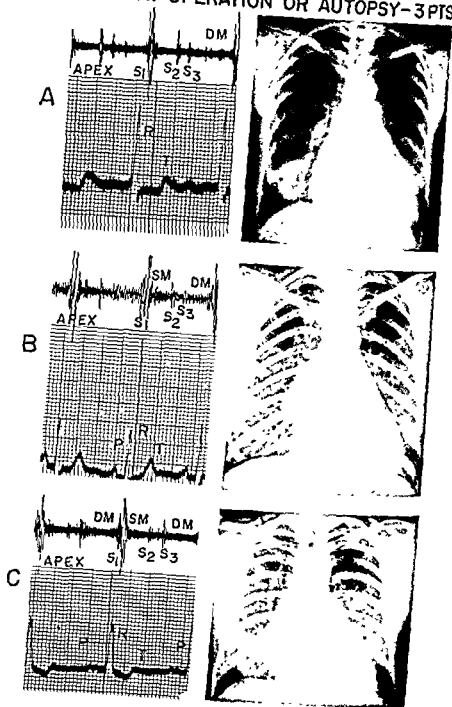 OPERATION OR AUTOPSY-3 PTS
DM
APEX S₁ S₂ S₃
A
R
T
SM
DM
APEX S₁ S₂ S₃
B
P R T
DM SM DM
APEX S₁ S₂ S₃
C
P R T P